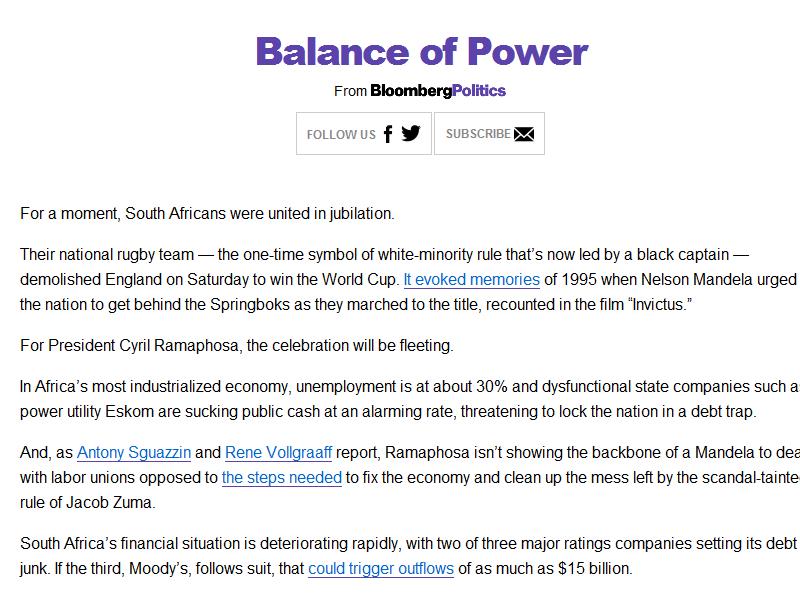 Balance of Power
From BloombergPolitics
FOLLOW US
SUBSCRIBE
For a moment, South Africans were united in jubilation.
Their national rugby team — the one-time symbol of white-minority rule that’s now led by a black captain —
demolished England on Saturday to win the World Cup. It evoked memories of 1995 when Nelson Mandela urged
the nation to get behind the Springboks as they marched to the title, recounted in the film “Invictus.”
For President Cyril Ramaphosa, the celebration will be fleeting.
In Africa’s most industrialized economy, unemployment is at about 30% and dysfunctional state companies such
power utility Eskom are sucking public cash at an alarming rate, threatening to lock the nation in a debt trap.
And, as Antony Sguazzin and Rene Vollgraaff report, Ramaphosa isn’t showing the backbone of a Mandela to
with labor unions opposed to the steps needed to fix the economy and clean up the mess left by the
rule of Jacob Zuma.
South Africa’s financial situation is deteriorating rapidly, with two of three major ratings companies setting its debt
junk. If the third, Moody’s, follows suit, that could trigger outflows of as much as $15 billion.